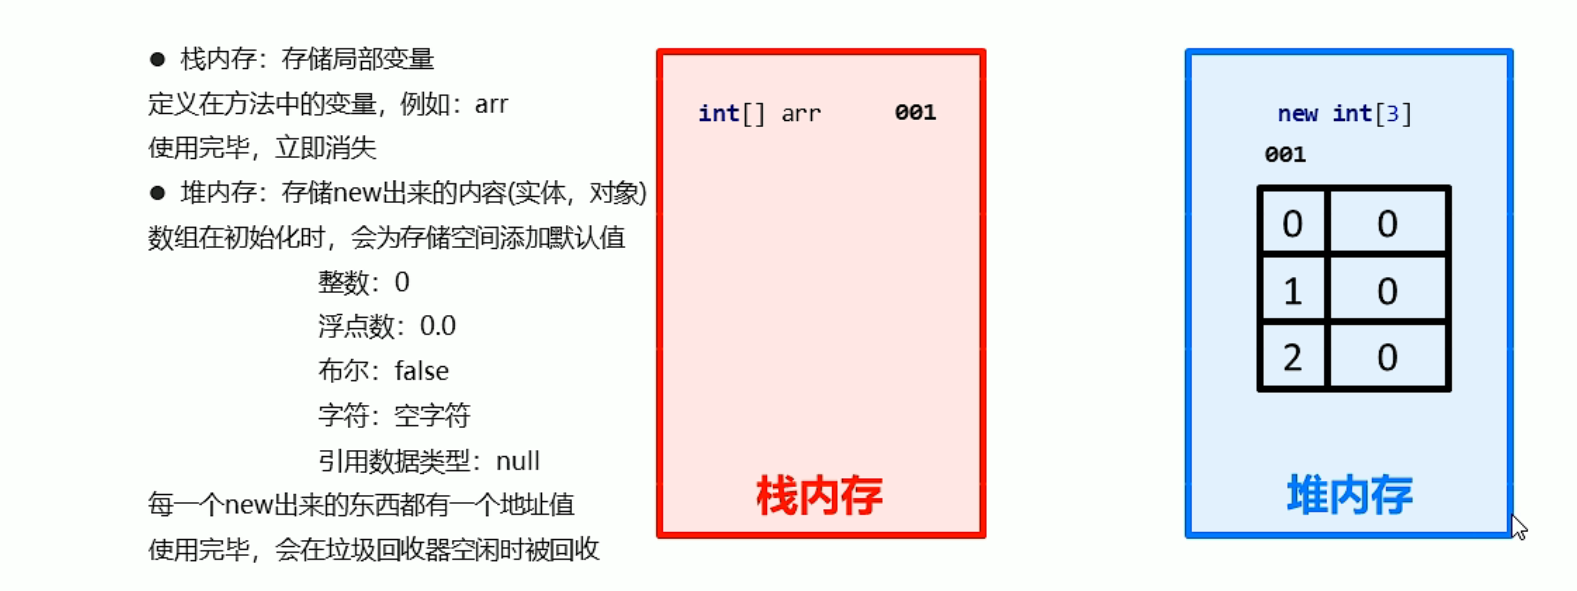 ● 栈内存：存储局部变量
定义在方法中的变量，例如：arr
使用完毕，立即消失
● 堆内存：存储new出来的内容(实体，对象)
数组在初始化时，会为存储空间添加默认值
整数：0
浮点数：0.0
布尔：false
字符：空字符
引用数据类型：null
每一个new出来的东西都有一个地址值
使用完毕，会在垃圾回收器空闲时被回收
int[] arr 001
栈内存
new int[3]
001
0 0
1 0
2 0
堆内存